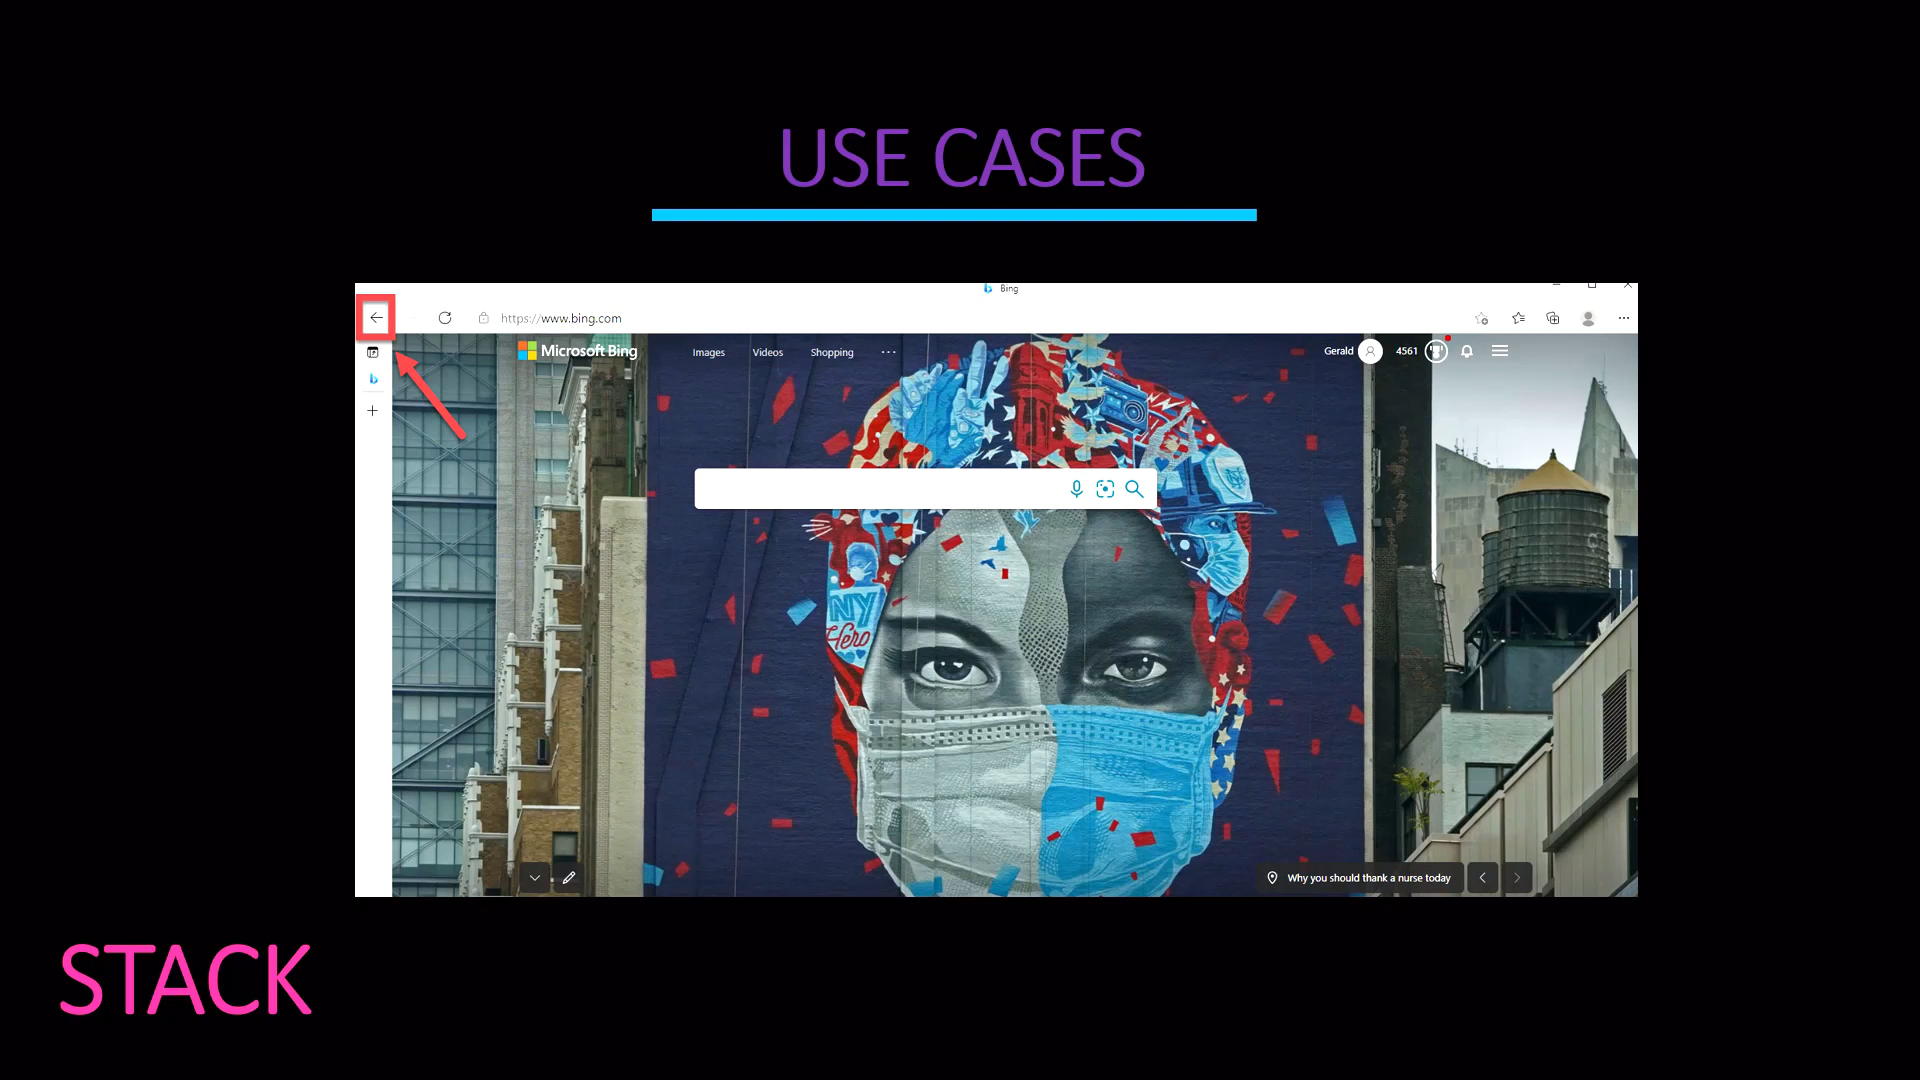 USE CASES
Bing
https://www.bing.com
Microsoft Bing
Images
Videos
Shopping
Gerald
4561
NY
Hero
Why you should thank a nurse today
STACK